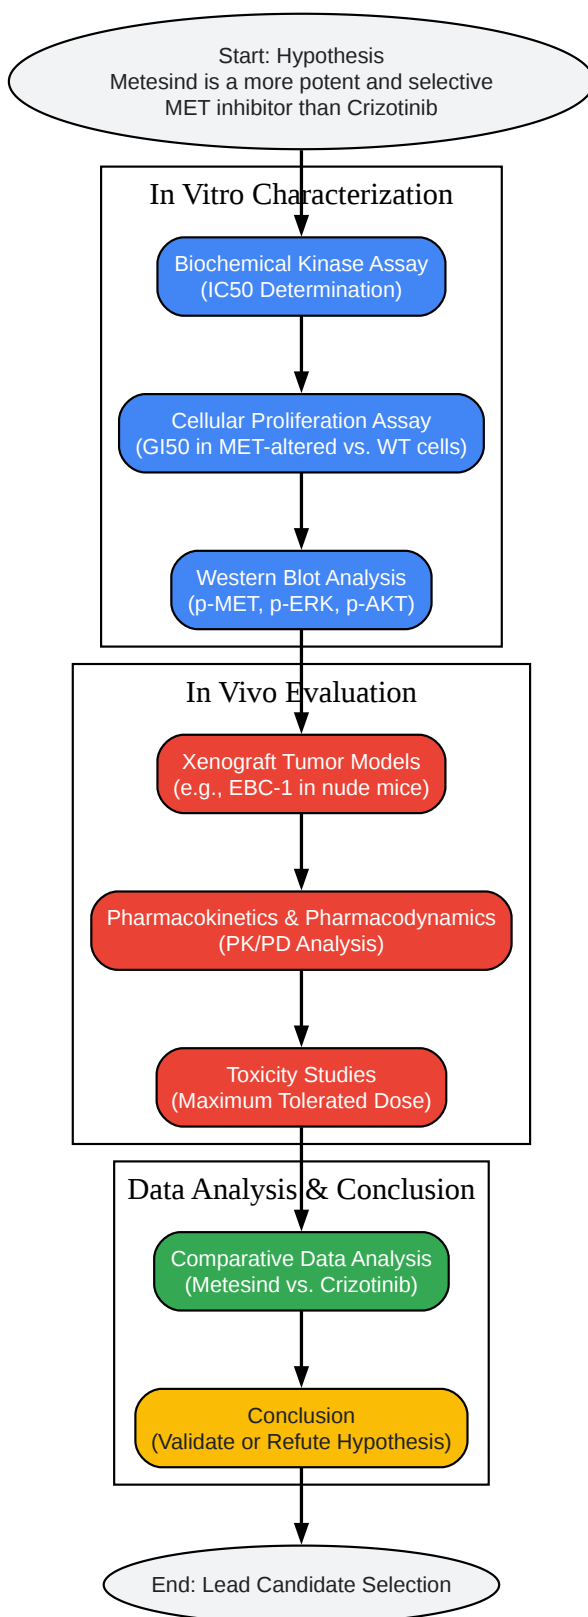 Start: Hypothesis
Metesind is a more potent and selective
MET inhibitor than Crizotinib
In Vitro Characterization
Biochemical Kinase Assay
(IC50 Determination)
Cellular Proliferation Assay
(GI50 in MET-altered vs. WT cells)
Western Blot Analysis
(p-MET, p-ERK, p-AKT)
In Vivo Evaluation
Xenograft Tumor Models
(e.g., EBC-1 in nude mice)
Pharmacokinetics & Pharmacodynamics
(PK/PD Analysis)
Toxicity Studies
(Maximum Tolerated Dose)
Data Analysis & Conclusion
Comparative Data Analysis
(Metesind vs. Crizotinib)
Conclusion
(Validate or Refute Hypothesis)
End: Lead Candidate Selection